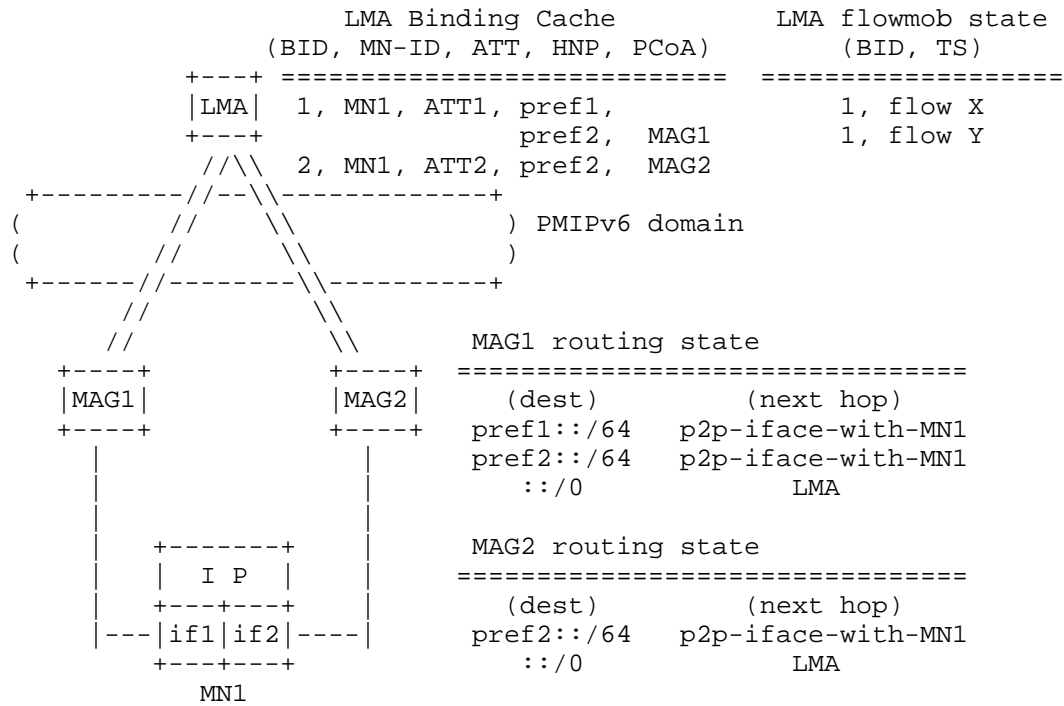 LMA Binding Cache LMA flowmob state
(BID, MN-ID, ATT, HNP, PCoA) (BID, TS)
+---+ ============================ ===================
|LMA| 1, MN1, ATT1, pref1, 1, flow X
+---+ pref2, MAG1 1, flow Y
//\\ 2, MN1, ATT2, pref2, MAG2
+---------//--\\-------------+
( // \\ ) PMIPv6 domain
( // \\ )
+------//--------\\----------+
// \\
// \\ MAG1 routing state
+----+ +----+ ================================
|MAG1| |MAG2| (dest) (next hop)
+----+ +----+ pref1::/64 p2p-iface-with-MN1
| | pref2::/64 p2p-iface-with-MN1
| | ::/0 LMA
| |
| +-------+ | MAG2 routing state
| | I P | | ================================
| +---+---+ | (dest) (next hop)
|---|if1|if2|----| pref2::/64 p2p-iface-with-MN1
+---+---+ ::/0 LMA
MN1